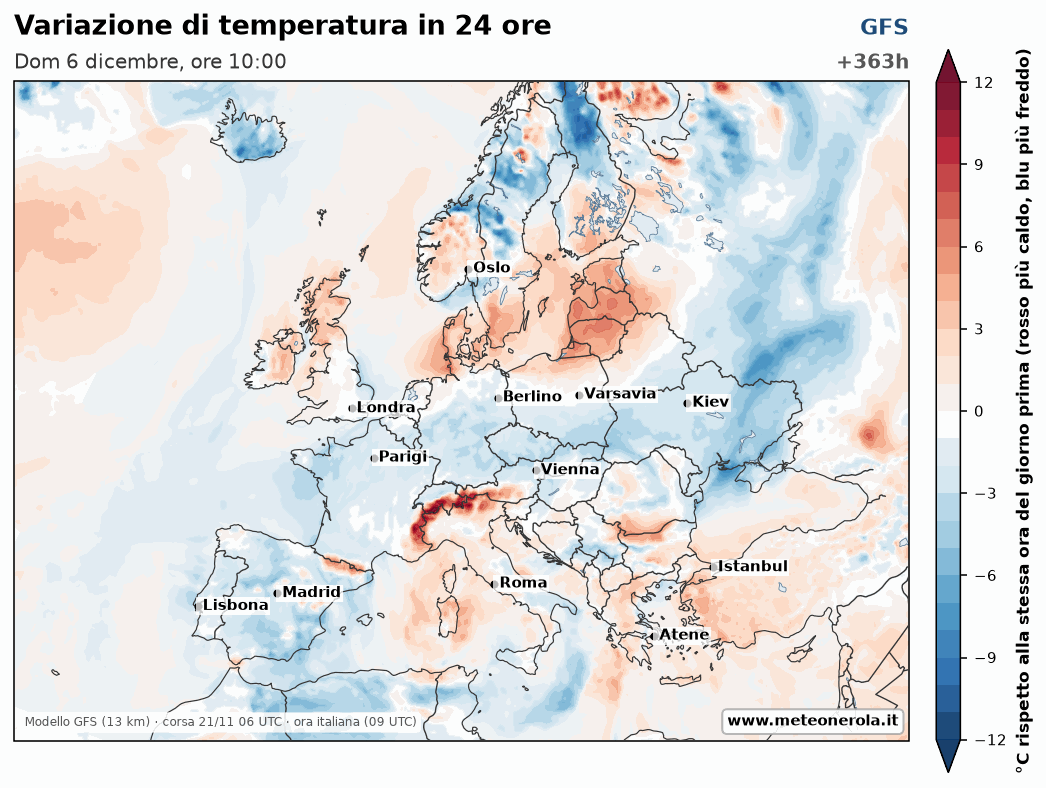 Variazione di temperatura in 24 ore
GFS
Dom 6 dicembre, ore 10:00
+363h
Oslo
Londra
Berlino
Varsavia
Kiev
Parigi
Vienna
Lisbona
Madrid
Roma
Istanbul
Atene
Modello GFS (13 km) · corsa 21/11 06 UTC · ora italiana (09 UTC)
www.meteonerola.it
12
9
6
3
0
−3
−6
−9
−12
°C rispetto alla stessa ora del giorno prima (rosso più caldo, blu più freddo)